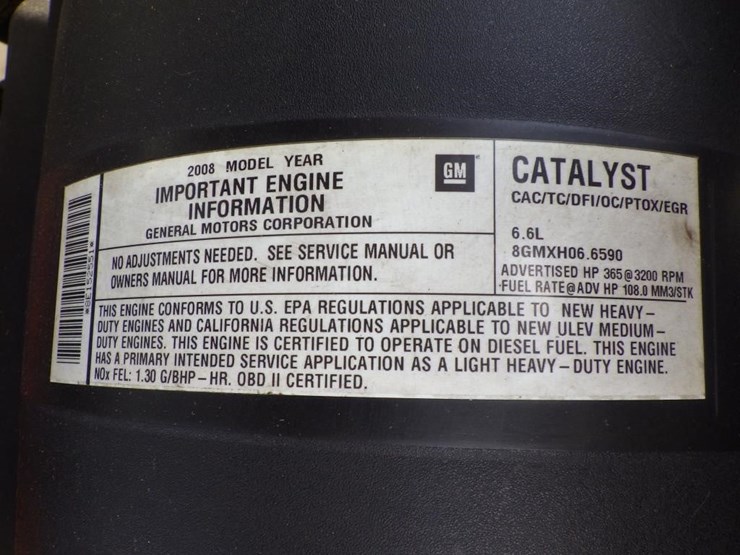 2008 MODEL YEAR
IMPORTANT ENGINE
INFORMATION
GENERAL MOTORS CORPORATION
GM
NO ADJUSTMENTS NEEDED. SEE SERVICE MANUAL OR
OWNERS MANUAL FOR MORE INFORMATION.
CATALYST
CAC/TC/DFI/OC/PTOX/EGR
6.6L
8GMXH06.6590
ADVERTISED HP 365@3200 RPM
FUEL RATE@ADV HP 108.0 MM3/STK
THIS ENGINE CONFORMS TO U.S. EPA REGULATIONS APPLICABLE TO NEW HEAVY-
DUTY ENGINES AND CALIFORNIA REGULATIONS APPLICABLE TO NEW ULEV MEDIUM-
DUTY ENGINES. THIS ENGINE IS CERTIFIED TO OPERATE ON DIESEL FUEL. THIS ENGINE
HAS A PRIMARY INTENDED SERVICE APPLICATION AS A LIGHT HEAVY-DUTY ENGINE.
NOx FEL: 1.30 G/BHP-HR. OBD II CERTIFIED.